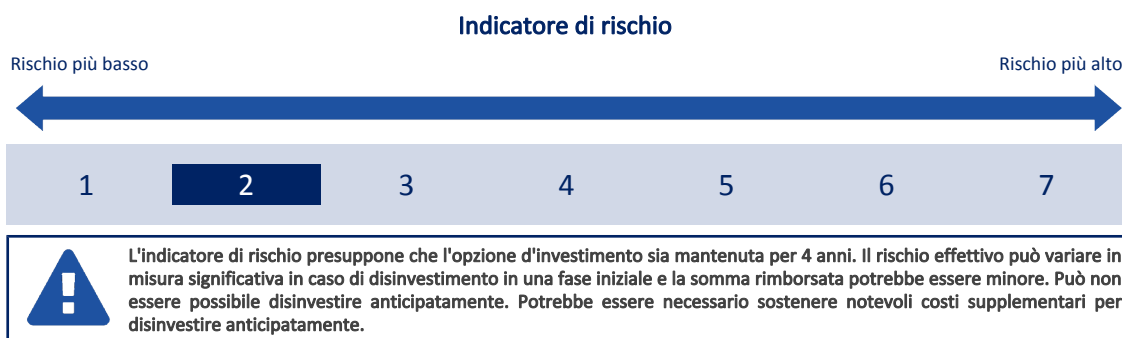 Indicatore di rischio
Rischio più basso
Rischio più alto
1 2 3 4 5 6 7
L'indicatore di rischio presuppone che l'opzione d'investimento sia mantenuta per 4 anni. Il rischio effettivo può variare in
misura significativa in caso di disinvestimento in una fase iniziale e la somma rimborsata potrebbe essere minore. Può non
essere possibile disinvestire anticipatamente. Potrebbe essere necessario sostenere notevoli costi supplementari per
disinvestire anticipatamente.